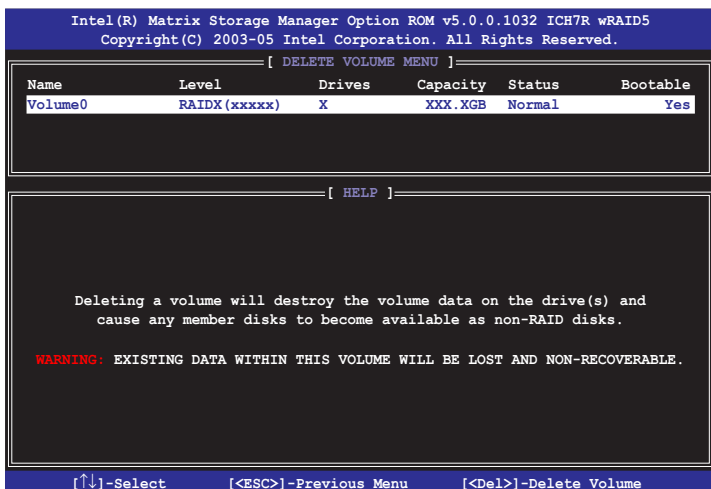 Intel(R) Matrix Storage Manager Option ROM v5.0.0.1032 ICH7R wRAID5
Copyright(C) 2003-05 Intel Corporation. All Rights Reserved.
[ DELETE VOLUME MENU ]
Name Level Drives Capacity Status Bootable
Volume0 RAIDX(xxxxx) X XXX.XGB Normal Yes
[ HELP ]
Deleting a volume will destroy the volume data on the drive(s) and
cause any member disks to become available as non-RAID disks.
WARNING: EXISTING DATA WITHIN THIS VOLUME WILL BE LOST AND NON-RECOVERABLE.
[↑↓]-Select [<ESC>]-Previous Menu [<Del>]-Delete Volume